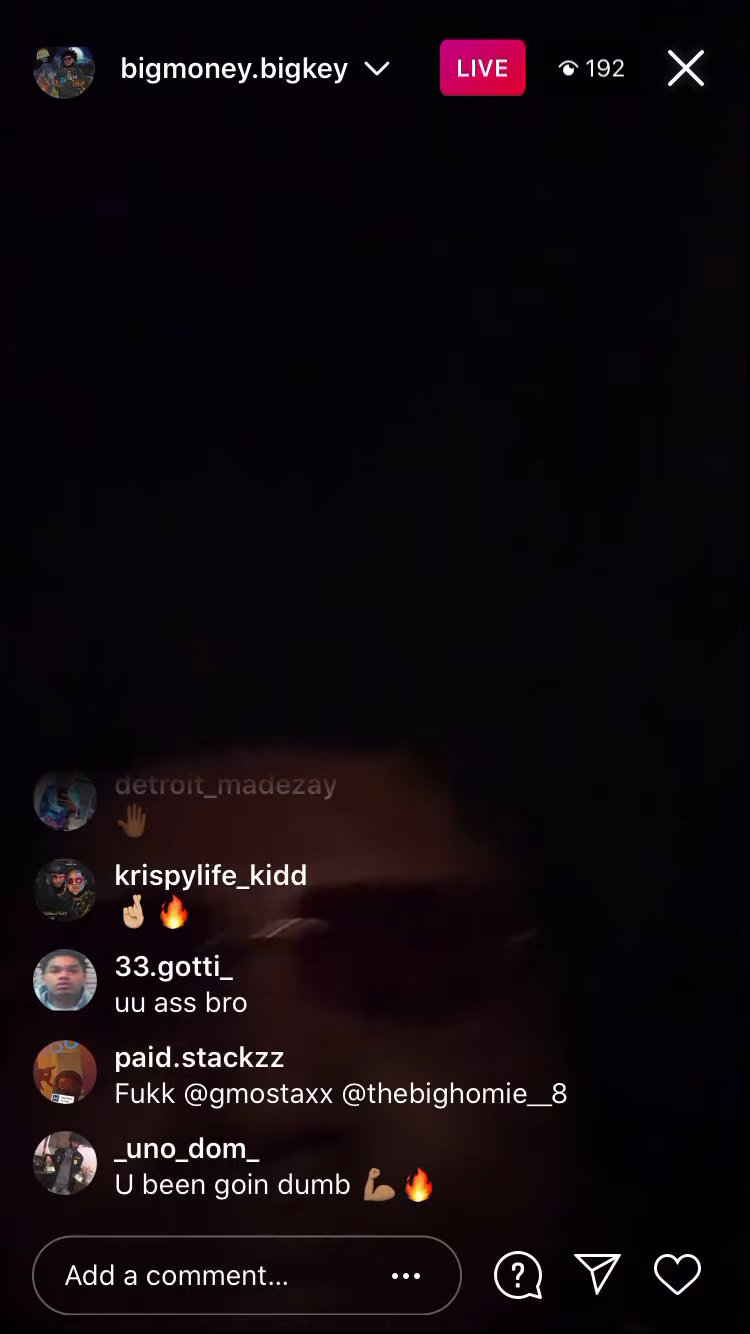 bigmoney.bigkey
LIVE
192
detroit_madezay
🤚🏾
krispylife_kidd
🤞🏼🔥
33.gotti_
uu ass bro
paid.stackzz
Fukk @gmostaxx @thebighomie__8
_uno_dom_
U been goin dumb 💪🏽🔥
Add a comment...